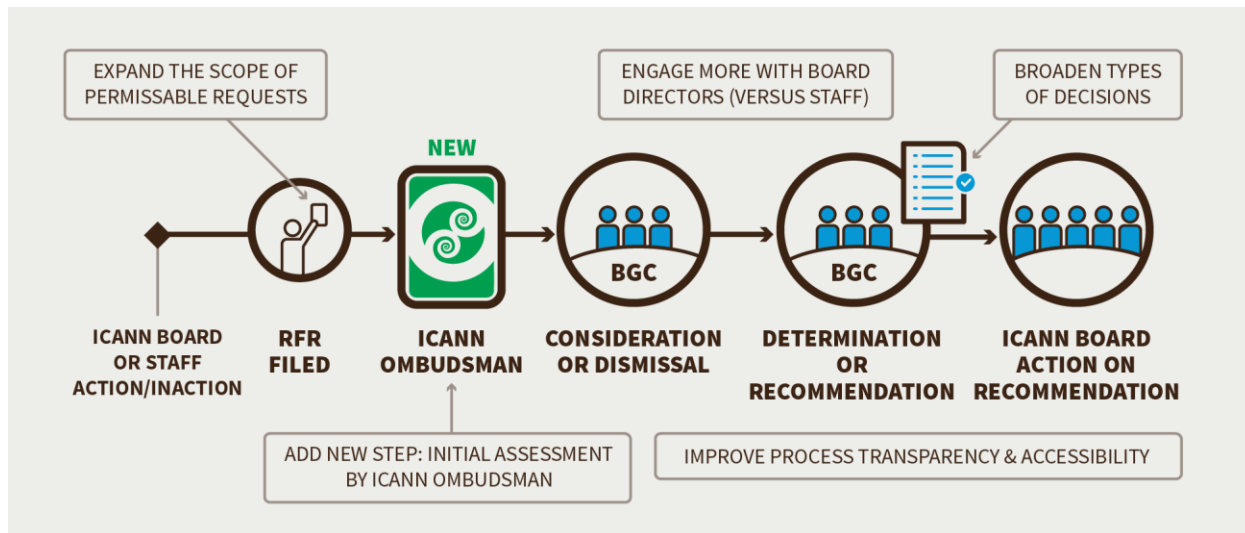 EXPAND THE SCOPE OF
PERMISSABLE REQUESTS
ENGAGE MORE WITH BOARD
DIRECTORS (VERSUS STAFF)
BROADEN TYPES
OF DECISIONS
NEW
BGC
BGC
ICANN BOARD
OR STAFF
ACTION/INACTION
RFR
FILED
ICANN
OMBUDSMAN
CONSIDERATION
OR DISMISSAL
DETERMINATION
OR
RECOMMENDATION
ICANN BOARD
ACTION ON
RECOMMENDATION
ADD NEW STEP: INITIAL ASSESSMENT
BY ICANN OMBUDSMAN
IMPROVE PROCESS TRANSPARENCY & ACCESSIBILITY